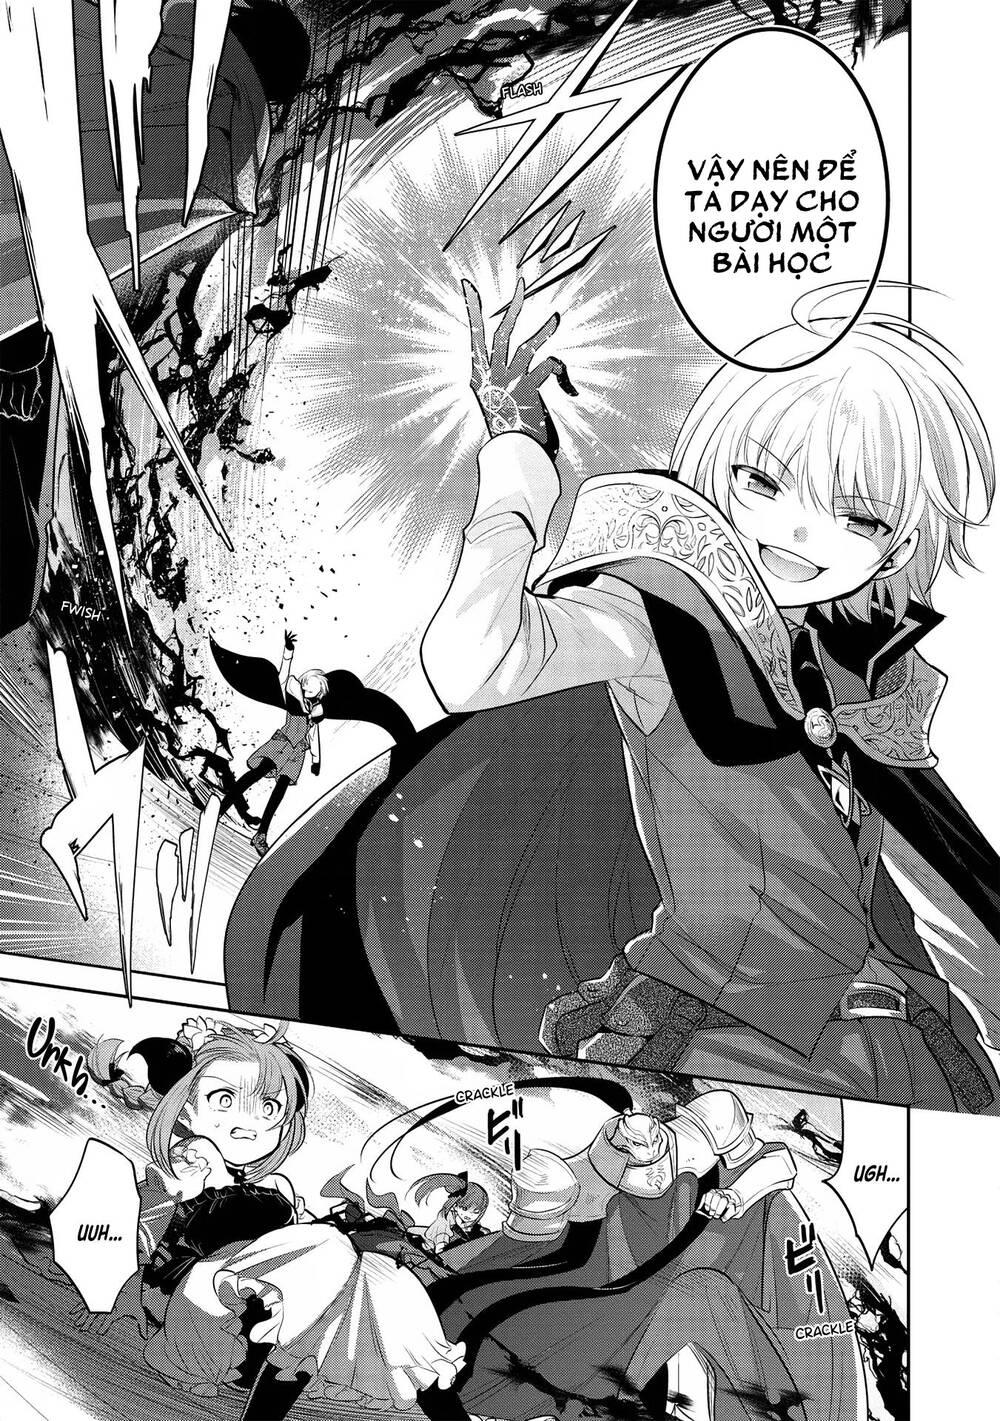 FLASH
VẬY NÊN ĐỂ
TA DẠY CHO
NGƯỜI MỘT
BÀI HỌC
FWISH
Urkh...
CRACKLE
ビリ
UGH...
UUH...
ビリ
CRACKLE